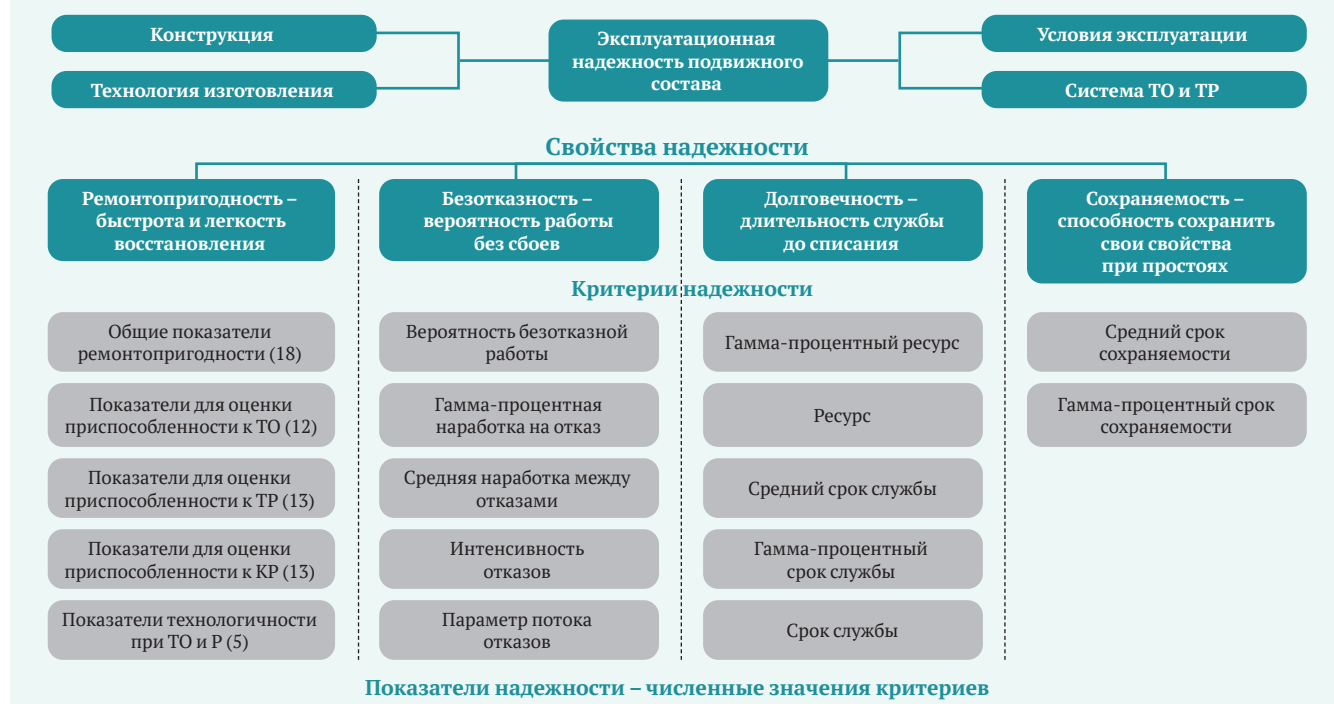 Конструкция
Технология изготовления
Эксплуатационная
надежность подвижного
состава
Условия эксплуатации
Система ТО и ТР
Свойства надежности
Ремонтопригодность –
быстрота и легкость
восстановления
Безотказность –
вероятность работы
без сбоев
Долговечность –
длительность службы
до списания
Сохраняемость –
способность сохранить
свои свойства
при простоях
Критерии надежности
Общие показатели
ремонтопригодности (18)
Показатели для оценки
приспособленности к ТО (12)
Показатели для оценки
приспособленности к ТР (13)
Показатели для оценки
приспособленности к КР (13)
Показатели технологичности
при ТО и Р (5)
Вероятность безотказной
работы
Гамма-процентная
наработка на отказ
Средняя наработка между
отказами
Интенсивность
отказов
Параметр потока
отказов
Гамма-процентный ресурс
Ресурс
Средний срок службы
Гамма-процентный
срок службы
Срок службы
Средний срок
сохраняемости
Гамма-процентный срок
сохраняемости
Показатели надежности – численные значения критериев